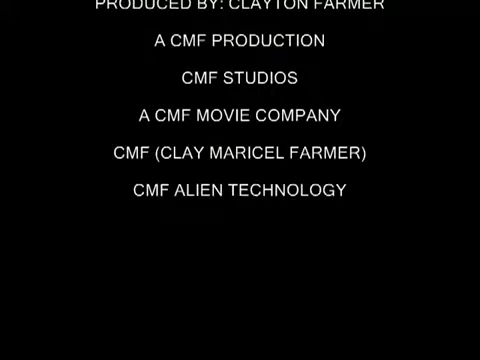 PRODUCED BY: CLAYTON FARMER
A CMF PRODUCTION
CMF STUDIOS
A CMF MOVIE COMPANY
CMF (CLAY MARICEL FARMER)
CMF ALIEN TECHNOLOGY